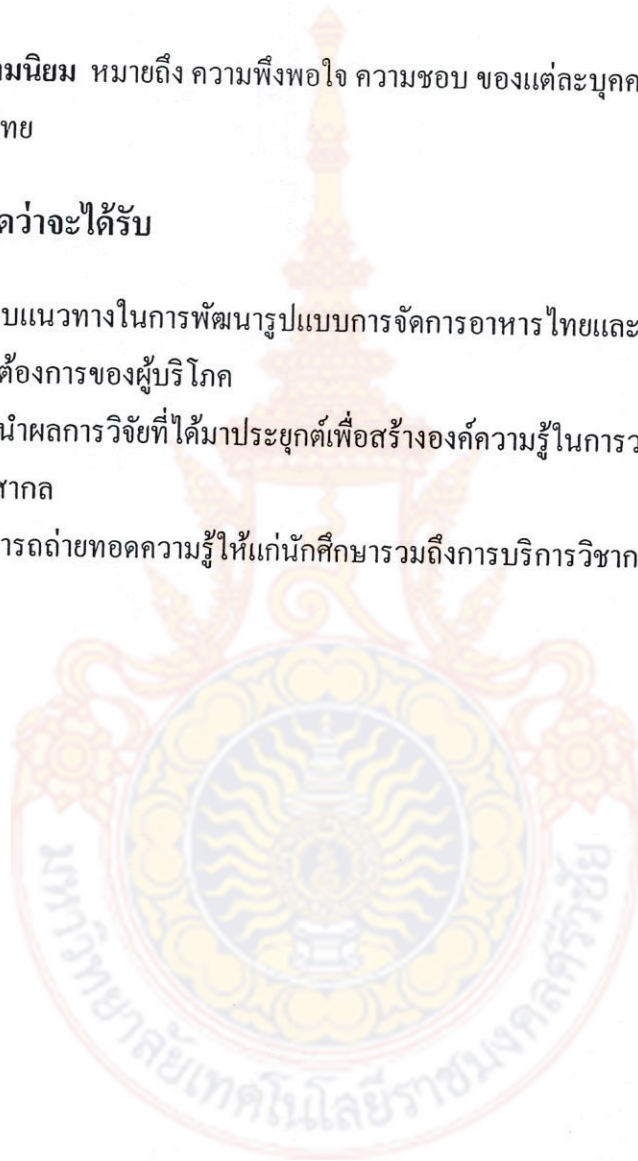 ามนิยม หมายถึง ความพึงพอใจ ความชอบ ของแต่ละบุคค
ทย
ดว่าจะได้รับ
บแนวทางในการพัฒนารูปแบบการจัดการอาหารไทยและ
ต้องการของผู้บริโภค
นำผลการวิจัยที่ได้มาประยุกต์เพื่อสร้างองค์ความรู้ในการว
สากล
ารถถ่ายทอดความรู้ให้แก่นักศึกษารวมถึงการบริการวิชาก
มหาวิทยาลัยเทคโนโลยีราชมงคลศรีวิชัย